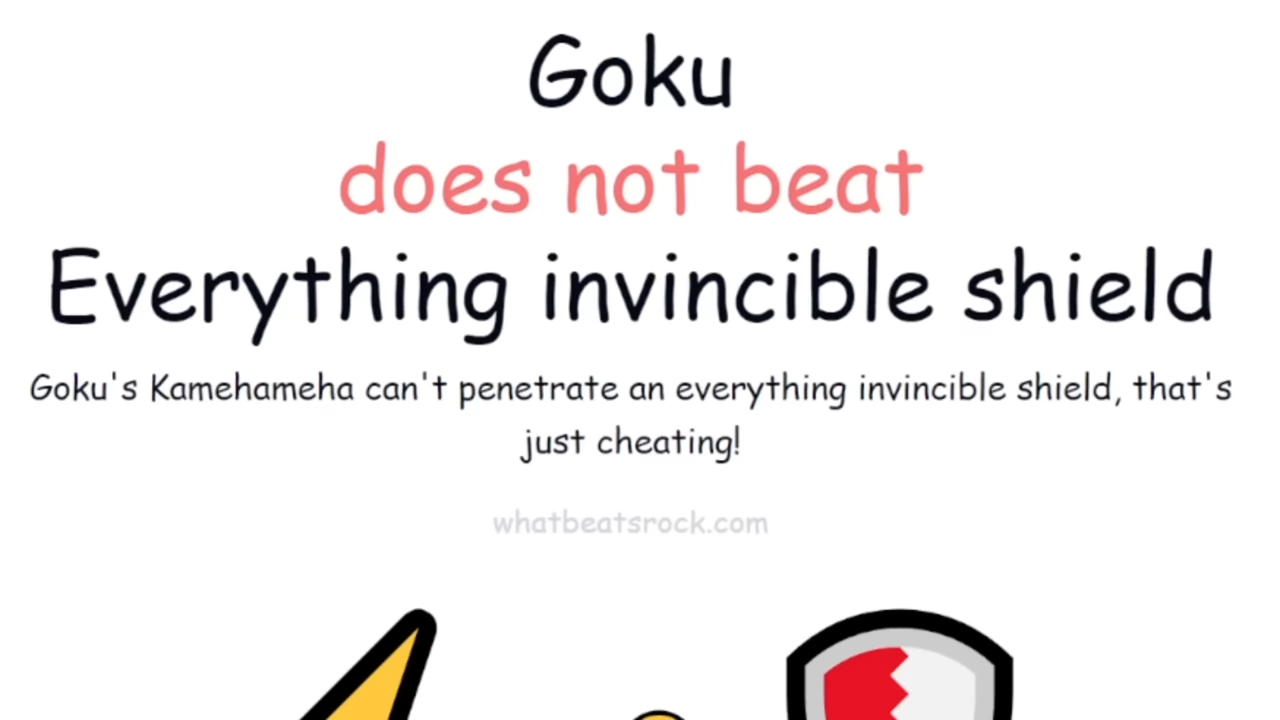 Goku
does not beat
Everything invincible shield
Goku's Kamehameha can't penetrate an everything invincible shield, that's
just cheating!
whatbeatsrock.com